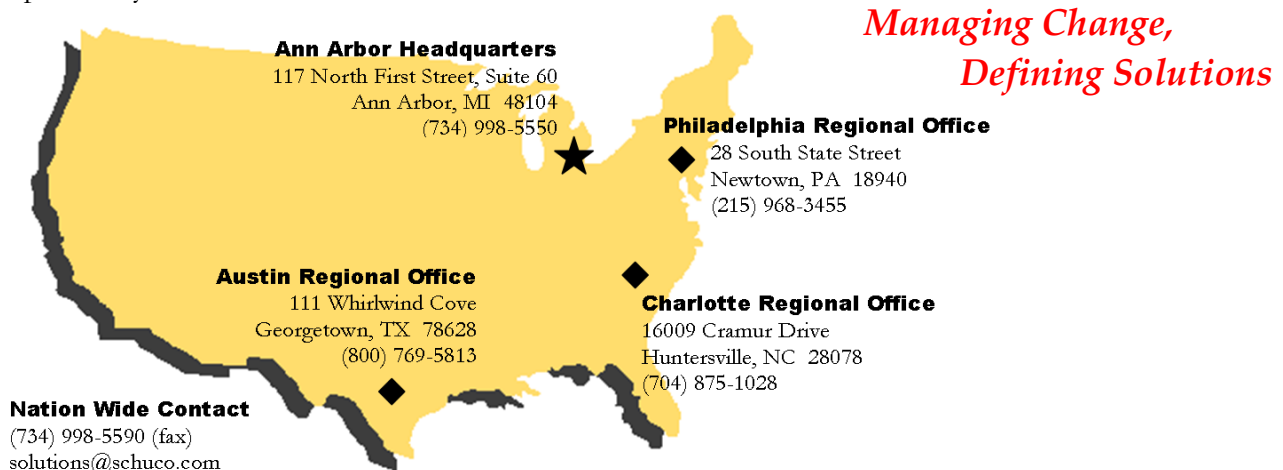 Managing Change,
Defining Solutions
Ann Arbor Headquarters
117 North First Street, Suite 60
Ann Arbor, MI 48104
(734) 998-5550
Philadelphia Regional Office
28 South State Street
Newtown, PA 18940
(215) 968-3455
Austin Regional Office
111 Whirlwind Cove
Georgetown, TX 78628
(800) 769-5813
Charlotte Regional Office
16009 Cramur Drive
Huntersville, NC 28078
(704) 875-1028
Nation Wide Contact
(734) 998-5590 (fax)
solutions@schuco.com